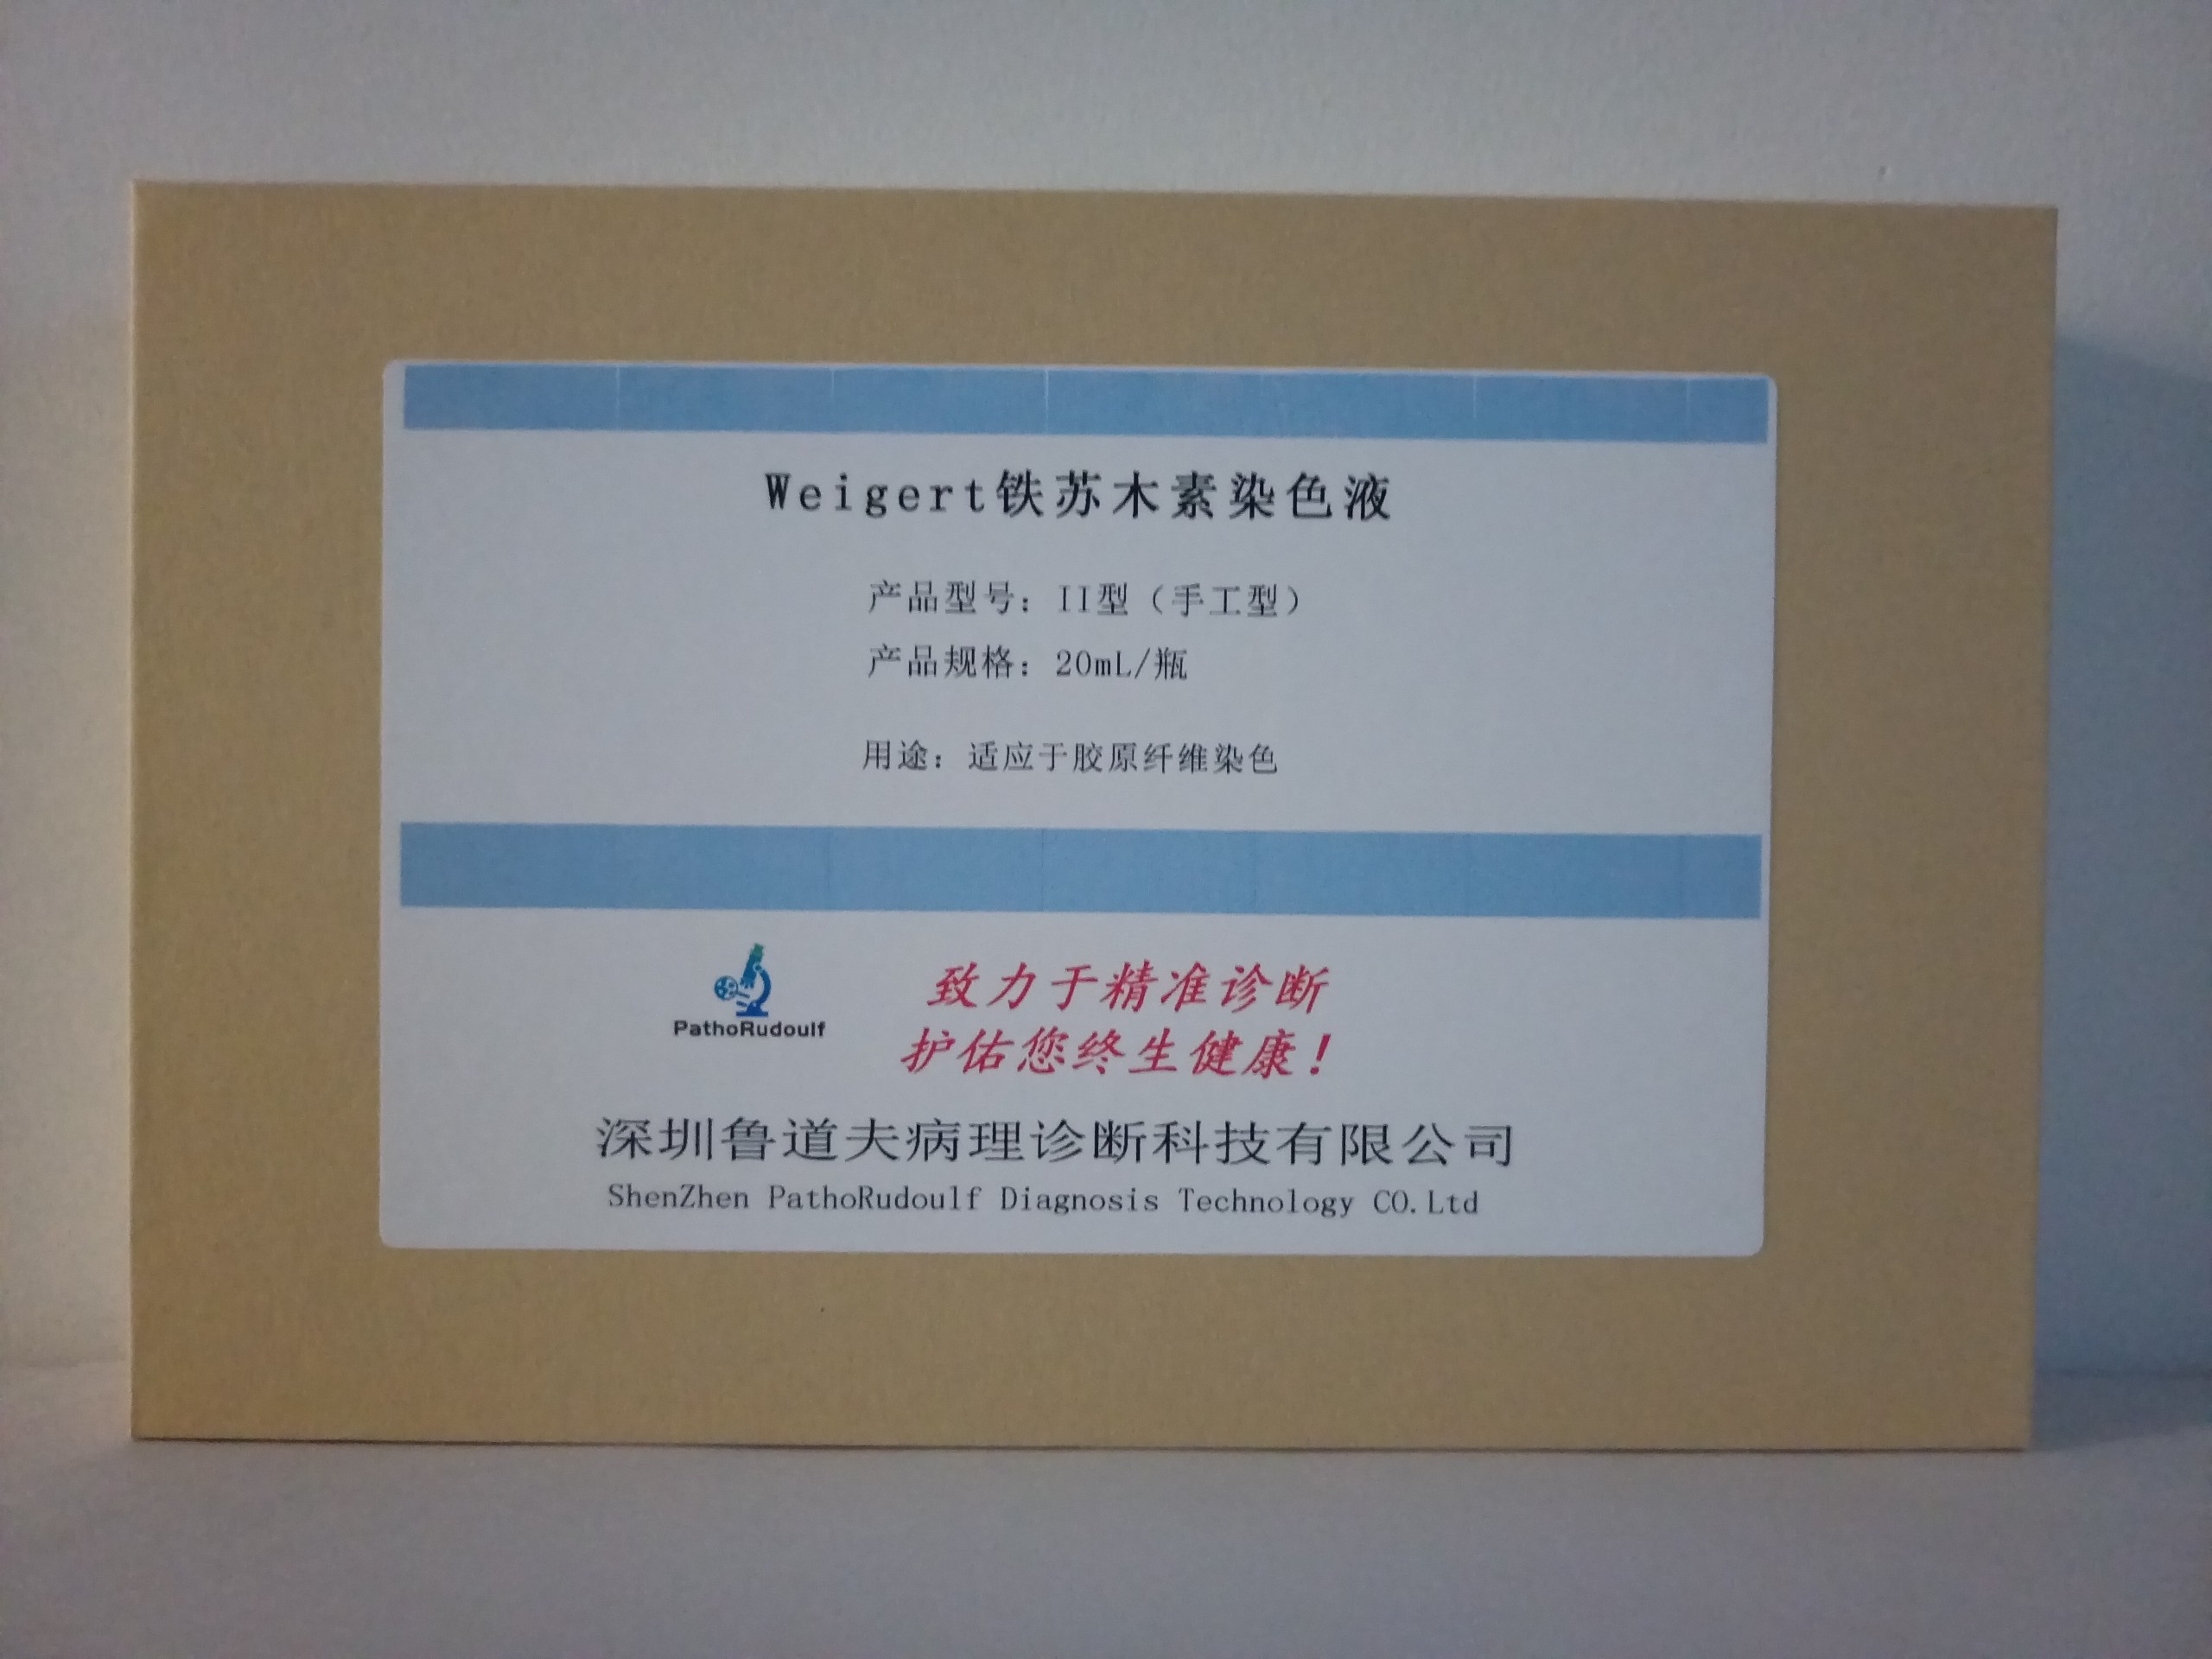 Weigert铁苏木素染色液
产品型号：II型（手工型）
产品规格：20mL/瓶
用途：适应于胶原纤维染色
PathoRudoulf
致力于精准诊断
护佑您终生健康！
深圳鲁道夫病理诊断科技有限公司
ShenZhen PathoRudoulf Diagnosis Technology CO.Ltd